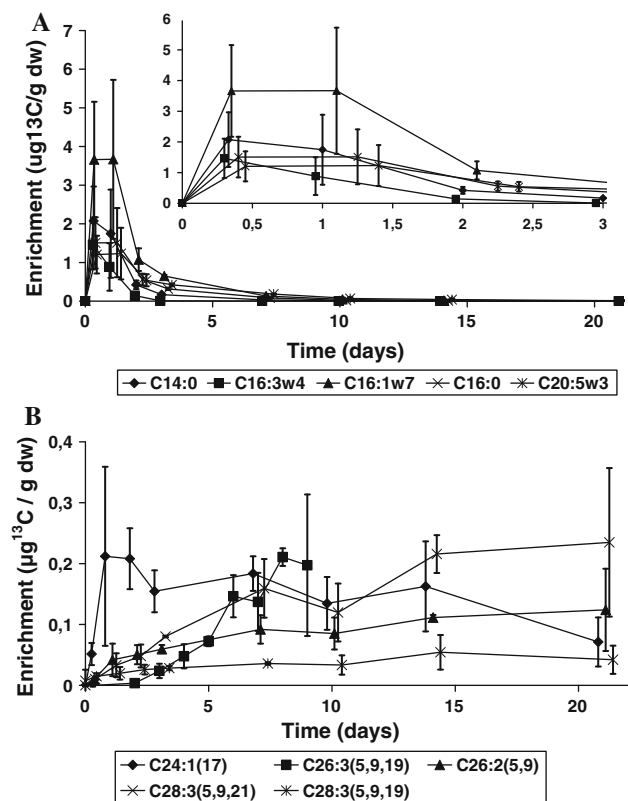 A
Enrichment (ug13C/g dw)
7
6
5
4
3
2
1
0
6
5
4
3
2
1
0
0 0,5 1 1,5 2 2,5 3
0 5 10 15 20
Time (days)
C14:0 C16:3w4 C16:1w7 C16:0 C20:5w3
B
Enrichment (µg¹³C / g dw)
0,4
0,3
0,2
0,1
0
0 5 10 15 20
Time (days)
C24:1(17) C26:3(5,9,19) C26:2(5,9)
C28:3(5,9,21) C28:3(5,9,19)